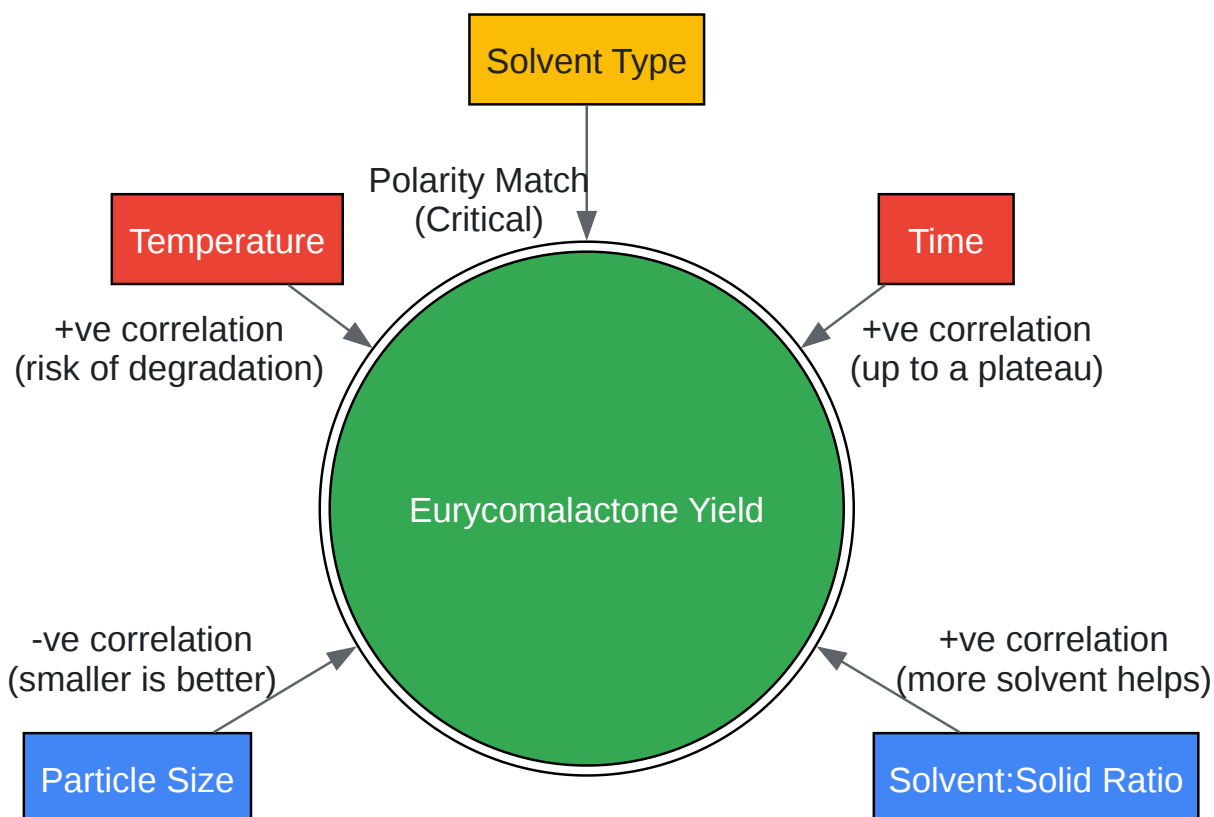 Solvent Type
Polarity Match
(Critical)
Temperature
Time
+ve correlation
(risk of degradation)
+ve correlation
(up to a plateau)
Eurycomalactone Yield
-ve correlation
(smaller is better)
+ve correlation
(more solvent helps)
Particle Size
Solvent:Solid Ratio